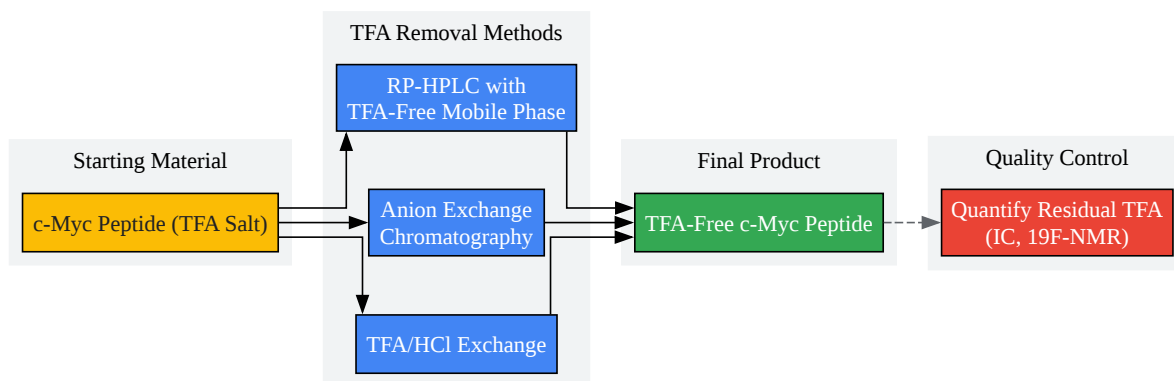 TFA Removal Methods
RP-HPLC with
TFA-Free Mobile Phase
Starting Material
c-Myc Peptide (TFA Salt)
Anion Exchange
Chromatography
TFA/HCl Exchange
Final Product
TFA-Free c-Myc Peptide
Quality Control
Quantify Residual TFA
(IC, 19F-NMR)